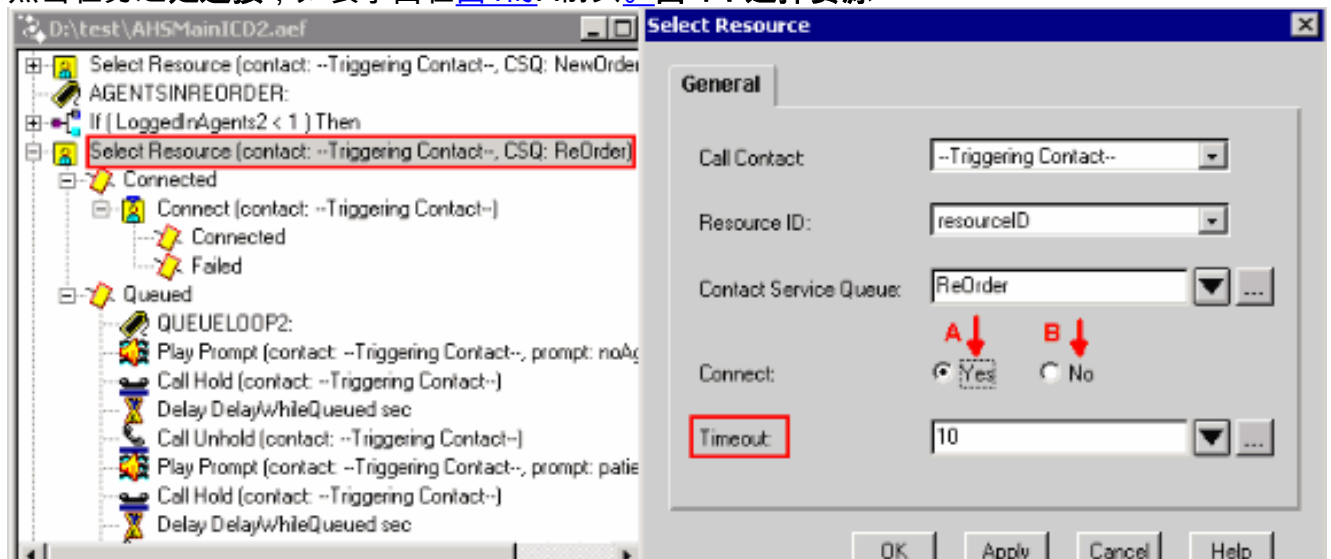 选择资源
D:\test\AHSMainICD2.aef
Select Resource (contact: --Triggering Contact--, CSQ: NewOrder
AGENTSINREORDER:
If ( LoggedInAgents2 < 1 ) Then
Select Resource (contact: --Triggering Contact--, CSQ: ReOrder)
Connected
Connect (contact: --Triggering Contact--)
Connected
Failed
Queued
QUEUELOOP2:
Play Prompt (contact: --Triggering Contact--, prompt: noAg
Call Hold (contact: --Triggering Contact--)
Delay DelayWhileQueued sec
Call Unhold (contact: --Triggering Contact--)
Play Prompt (contact: --Triggering Contact--, prompt: patie
Call Hold (contact: --Triggering Contact--)
Delay DelayWhileQueued sec
Select Resource
General
Call Contact: --Triggering Contact--
Resource ID: resourceID
Contact Service Queue: ReOrder ...
A B
Connect: Yes No
Timeout: 10 ...
OK Apply Cancel Help